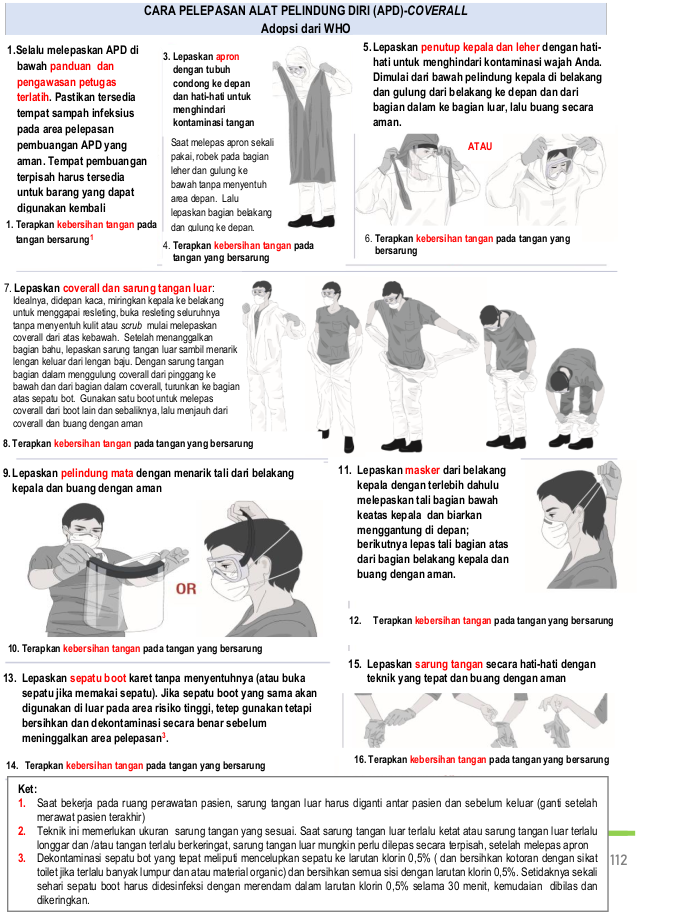 CARA PELEPASAN ALAT PELINDUNG DIRI (APD)-COVERALL
Adopsi dari WHO
1.Selalu melepaskan APD di
bawah panduan dan
pengawasan petugas
terlatih. Pastikan tersedia
tempat sampah infeksius
pada area pelepasan
pembuangan APD yang
aman. Tempat pembuangan
terpisah harus tersedia
untuk barang yang dapat
digunakan kembali
1. Terapkan kebersihan tangan pada
tangan bersarung1
3. Lepaskan apron
dengan tubuh
condong ke depan
dan hati-hati untuk
menghindari
kontaminasi tangan
Saat melepas apron sekali
pakai, robek pada bagian
leher dan gulung ke
bawah tanpa menyentuh
area depan. Lalu
lepaskan bagian belakang
dan gulung ke depan.
4. Terapkan kebersihan tangan pada
tangan yang bersarung
5. Lepaskan penutup kepala dan leher dengan hati-
hati untuk menghindari kontaminasi wajah Anda.
Dimulai dari bawah pelindung kepala di belakang
dan gulung dari belakang ke depan dan dari
bagian dalam ke bagian luar, lalu buang secara
aman.
ATAU
6. Terapkan kebersihan tangan pada tangan yang
bersarung
7. Lepaskan coverall dan sarung tangan luar:
Idealnya, didepan kaca, miringkan kepala ke belakang
untuk menggapai resleting, buka resleting seluruhnya
tanpa menyentuh kulit atau scrub mulai melepaskan
coverall dari atas kebawah. Setelah menanggalkan
bagian bahu, lepaskan sarung tangan luar sambil menarik
lengan keluar dari lengan baju. Dengan sarung tangan
bagian dalam menggulung coverall dari pinggang ke
bawah dan dari bagian dalam coverall, turunkan ke bagian
atas sepatu bot. Gunakan satu boot untuk melepas
coverall dari boot lain dan sebaliknya, lalu menjauh dari
coverall dan buang dengan aman
8. Terapkan kebersihan tangan pada tangan yang bersarung
9. Lepaskan pelindung mata dengan menarik tali dari belakang
kepala dan buang dengan aman
OR
10. Terapkan kebersihan tangan pada tangan yang bersarung
11. Lepaskan masker dari belakang
kepala dengan terlebih dahulu
melepaskan tali bagian bawah
keatas kepala dan biarkan
menggantung di depan;
berikutnya lepas tali bagian atas
dari bagian belakang kepala dan
buang dengan aman.
12. Terapkan kebersihan tangan pada tangan yang bersarung
13. Lepaskan sepatu boot karet tanpa menyentuhnya (atau buka
sepatu jika memakai sepatu). Jika sepatu boot yang sama akan
digunakan di luar pada area risiko tinggi, tetep gunakan tetapi
bersihkan dan dekontaminasi secara benar sebelum
meninggalkan area pelepasan3.
14. Terapkan kebersihan tangan pada tangan yang bersarung
15. Lepaskan sarung tangan secara hati-hati dengan
teknik yang tepat dan buang dengan aman
16. Terapkan kebersihan tangan pada tangan yang bersarung
Ket:
1. Saat bekerja pada ruang perawatan pasien, sarung tangan luar harus diganti antar pasien dan sebelum keluar (ganti setelah
merawat pasien terakhir)
2. Teknik ini memerlukan ukuran sarung tangan yang sesuai. Saat sarung tangan luar terlalu ketat atau sarung tangan luar terlalu
longgar dan /atau tangan terlalu berkeringat, sarung tangan luar mungkin perlu dilepas secara terpisah, setelah melepas apron
3. Dekontaminasi sepatu bot yang tepat meliputi mencelupkan sepatu ke larutan klorin 0,5% ( dan bersihkan kotoran dengan sikat
toilet jika terlalu banyak lumpur dan atau material organic) dan bersihkan semua sisi dengan larutan klorin 0,5%. Setidaknya sekali
sehari sepatu boot harus didesinfeksi dengan merendam dalam larutan klorin 0,5% selama 30 menit, kemudaian dibilas dan
dikeringkan.
112